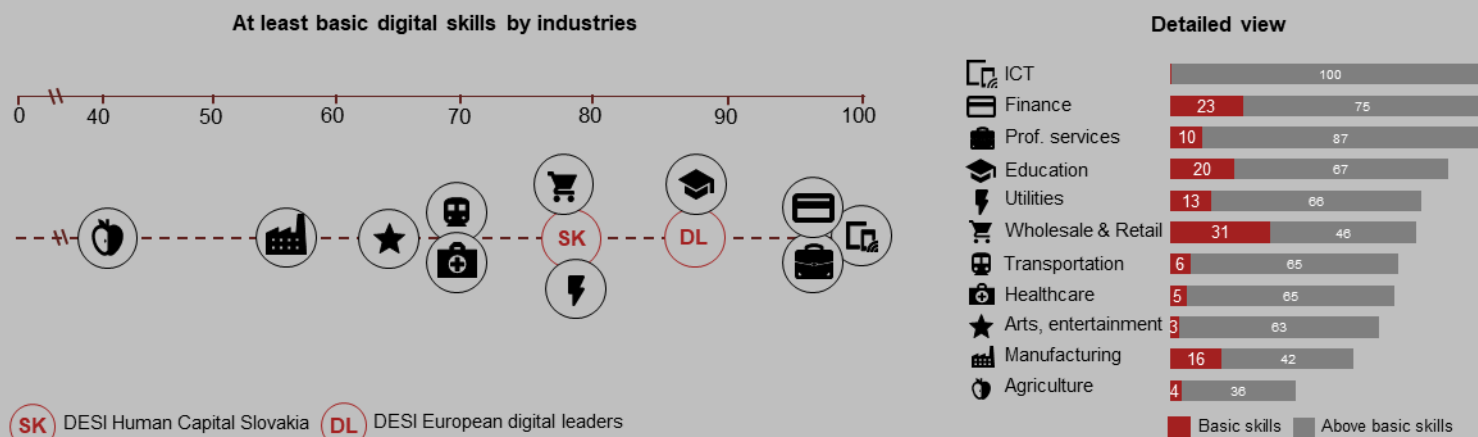 At least basic digital skills by industries
0 40 50 60 70 80 90 100
SK
DL
SK DESI Human Capital Slovakia DL DESI European digital leaders
Detailed view
ICT 100
Finance 23 75
Prof. services 10 87
Education 20 67
Utilities 13 66
Wholesale & Retail 31 46
Transportation 6 65
Healthcare 5 65
Arts, entertainment 3 63
Manufacturing 16 42
Agriculture 4 36
Basic skills Above basic skills